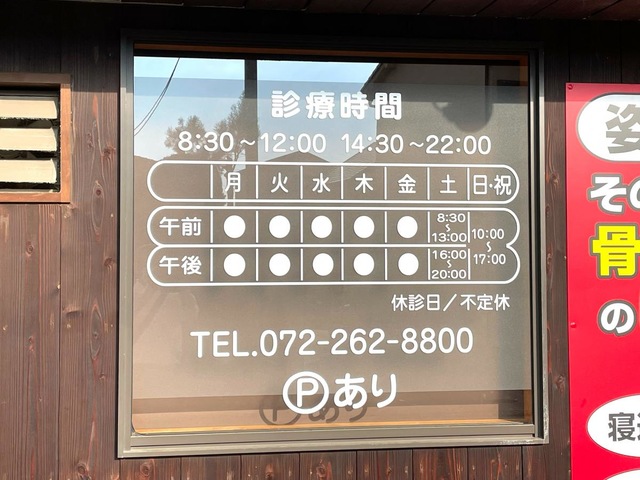 診療時間
8:30～12:00 14:30～22:00
月 火 水 木 金 土 日・祝
午前 ● ● ● ● ● 8:30～13:00 10:00～17:00
午後 ● ● ● ● ● 16:00～20:00
休診日／不定休
TEL.072-262-8800
Ⓟあり
姿
その
骨
の
寝